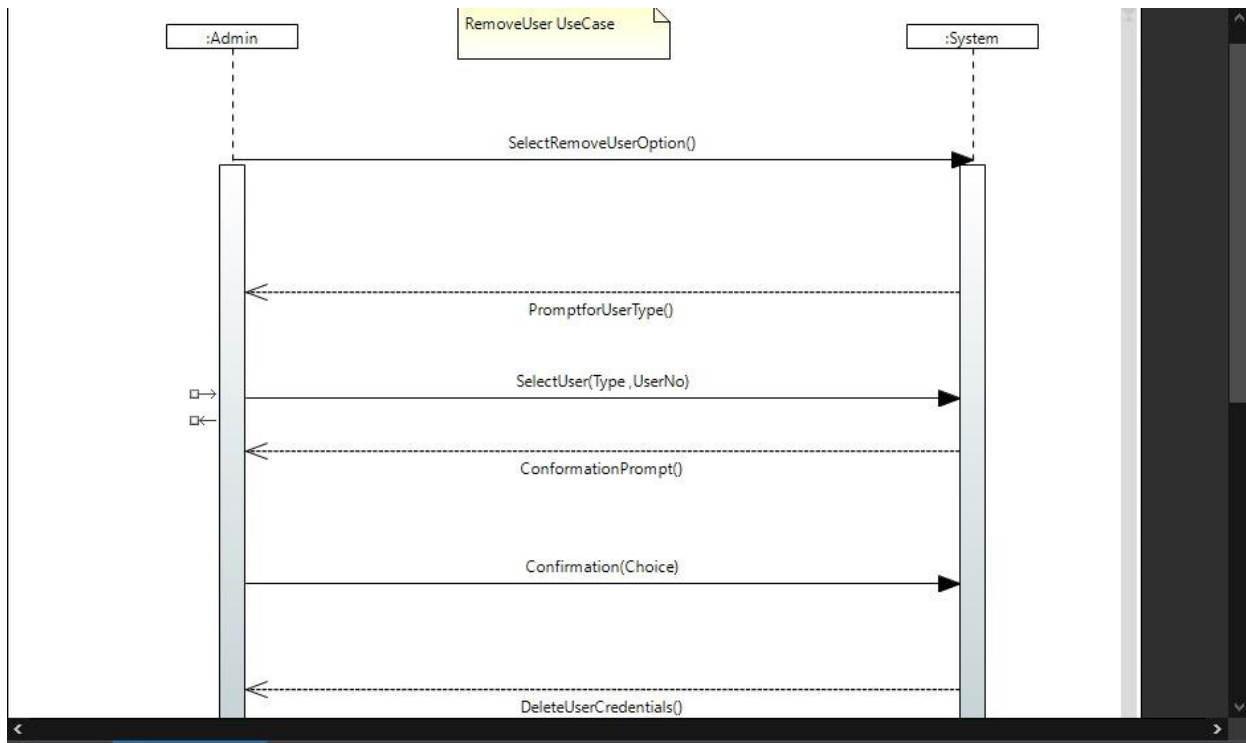 RemoveUser UseCase
:Admin
:System
SelectRemoveUserOption()
PromptforUserType()
SelectUser(Type ,UserNo)
ConformationPrompt()
Confirmation(Choice)
DeleteUserCredentials()